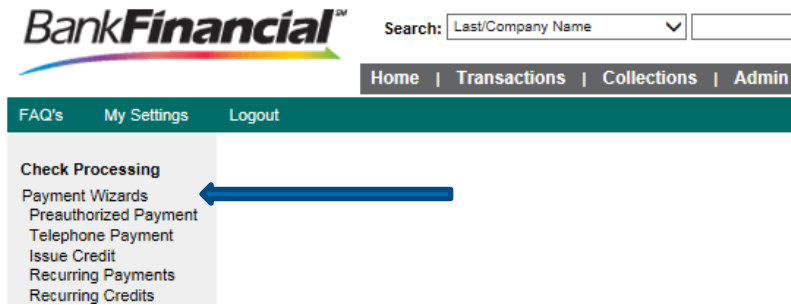 BankFinancial℠
Search: Last/Company Name
Home | Transactions | Collections | Admin
FAQ's My Settings Logout
Check Processing
Payment Wizards
Preauthorized Payment
Telephone Payment
Issue Credit
Recurring Payments
Recurring Credits